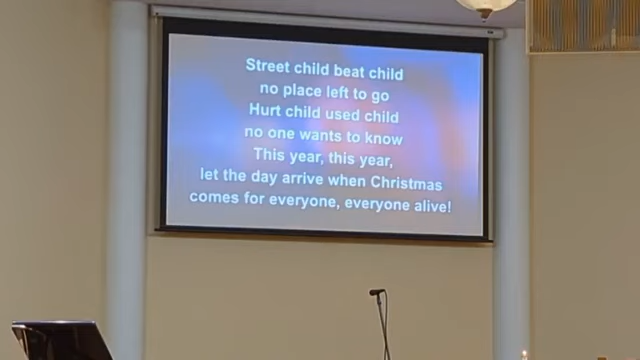 Street child beat child
no place left to go
Hurt child used child
no one wants to know
This year, this year,
let the day arrive when Christmas
comes for everyone, everyone alive!